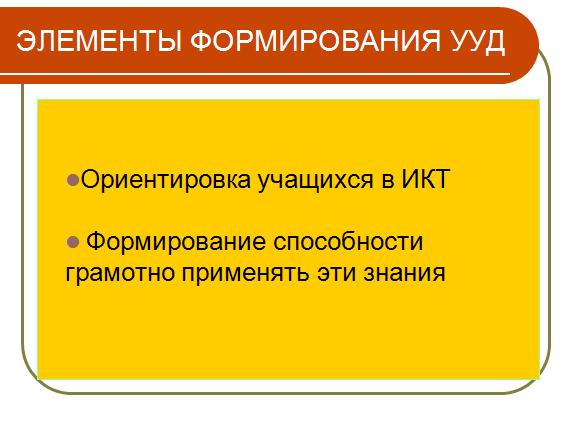 ЭЛЕМЕНТЫ ФОРМИРОВАНИЯ УУД
●Ориентировка учащихся в ИКТ
● Формирование способности
грамотно применять эти знания